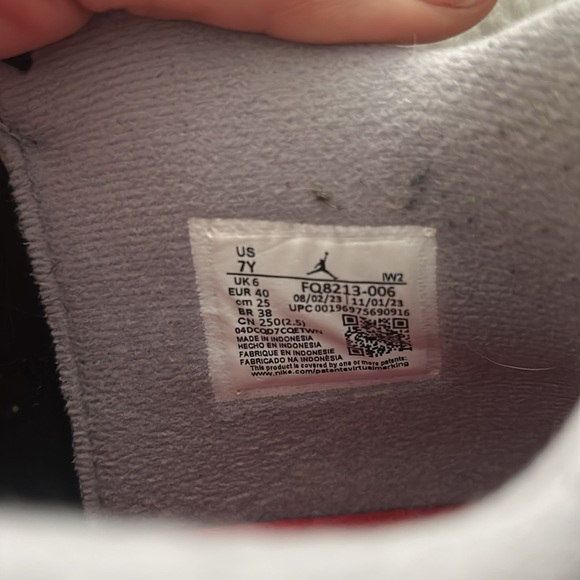 US
7Y
IW2
UK 6
EUR 40
cm 25
BR 38
CN 250(2.5)
FQ8213-006
08/02/23 11/01/23
UPC 00196975690916
04DCQD7CQETWN
MADE IN INDONESIA
HECHO EN INDONESIA
FABRIQUE EN INDONESIE
FABRICADO NA INDONESIA
This product is covered by one or more patents:
www.nike.com/patentsvirtualmarking